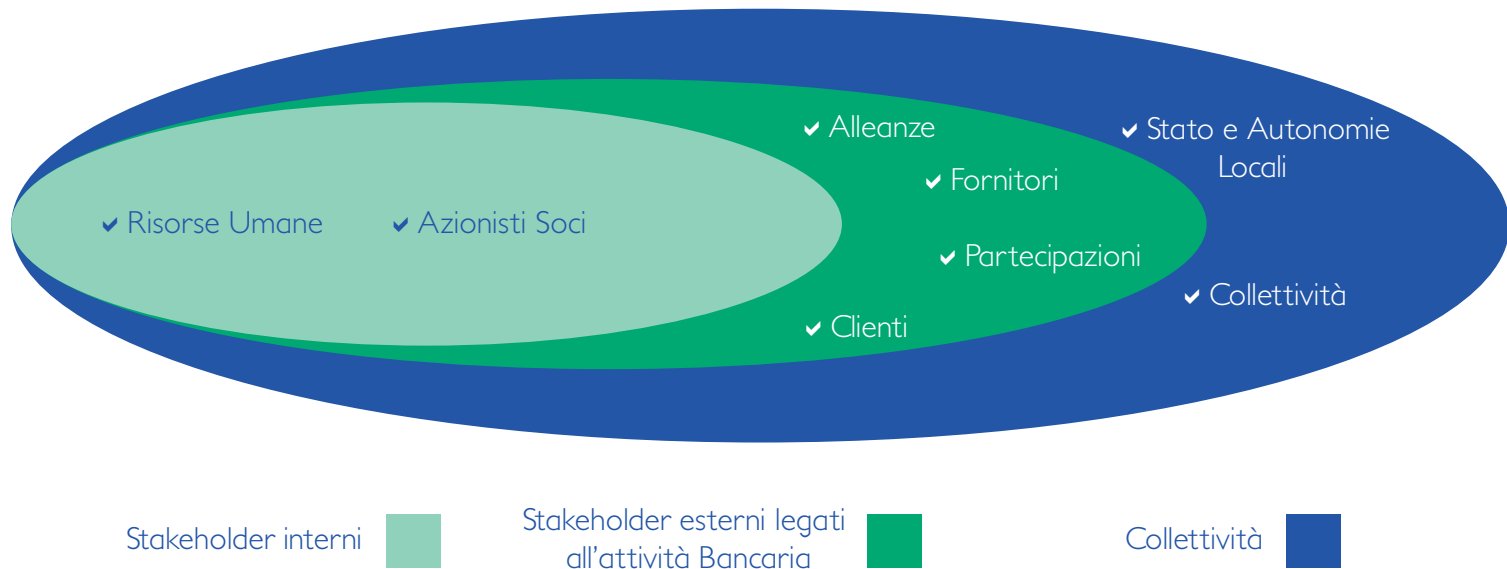 ✓ Alleanze
✓ Stato e Autonomie
Locali
✓ Fornitori
✓ Risorse Umane
✓ Azionisti Soci
✓ Partecipazioni
✓ Collettività
✓ Clienti
Stakeholder interni
Stakeholder esterni legati
all'attività Bancaria
Collettività